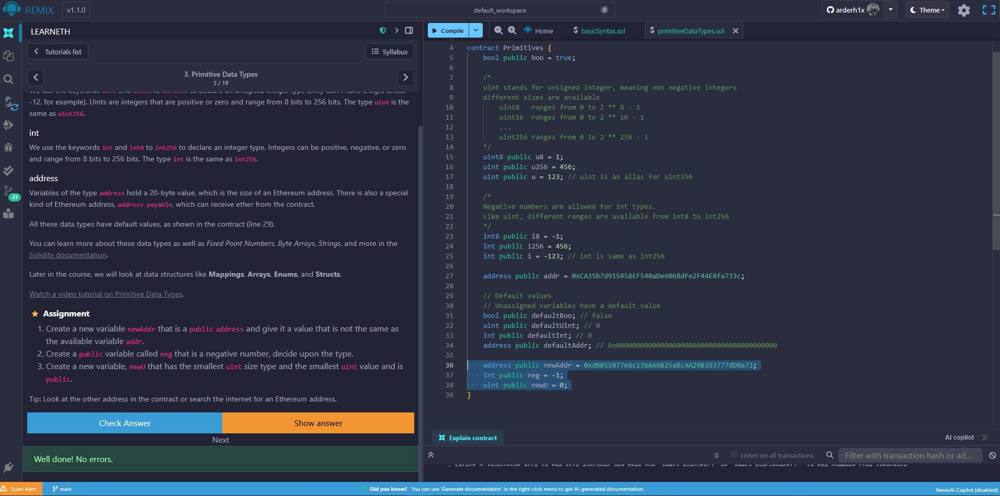 REMIX v1.1.0
default_workspace
arderh1x
Theme
LEARNETH
Tutorials list
Syllabus
3. Primitive Data Types
3 / 19
-12, for example). Uints are integers that are positive or zero and range from 8 bits to 256 bits. The type uint is the
same as uint256.
int
We use the keywords int and int8 to int256 to declare an integer type. Integers can be positive, negative, or zero
and range from 8 bits to 256 bits. The type int is the same as int256.
address
Variables of the type address hold a 20-byte value, which is the size of an Ethereum address. There is also a special
kind of Ethereum address, address payable, which can receive ether from the contract.
All these data types have default values, as shown in the contract (line 29).
You can learn more about these data types as well as Fixed Point Numbers, Byte Arrays, Strings, and more in the
Solidity documentation.
Later in the course, we will look at data structures like Mappings, Arrays, Enums, and Structs.
Watch a video tutorial on Primitive Data Types.
Assignment
1. Create a new variable newAddr that is a public address and give it a value that is not the same as
the available variable addr.
2. Create a public variable called neg that is a negative number, decide upon the type.
3. Create a new variable, newU that has the smallest uint size type and the smallest uint value and is
public.
Tip: Look at the other address in the contract or search the internet for an Ethereum address.
Check Answer
Show answer
Next
Well done! No errors.
AI
23
Compile
Home
basicSyntax.sol
primitiveDataTypes.sol
4 contract Primitives {
5 bool public boo = true;
6
7 /*
8 uint stands for unsigned integer, meaning non negative integers
9 different sizes are available
10 uint8 ranges from 0 to 2 ** 8 - 1
11 uint16 ranges from 0 to 2 ** 16 - 1
12 ...
13 uint256 ranges from 0 to 2 ** 256 - 1
14 */
15 uint8 public u8 = 1;
16 uint public u256 = 456;
17 uint public u = 123; // uint is an alias for uint256
18
19 /*
20 Negative numbers are allowed for int types.
21 Like uint, different ranges are available from int8 to int256
22 */
23 int8 public i8 = -1;
24 int public i256 = 456;
25 int public i = -123; // int is same as int256
26
27 address public addr = 0xCA35b7d915458EF540aDe6068dFe2F44E8fa733c;
28
29 // Default values
30 // Unassigned variables have a default value
31 bool public defaultBoo; // false
32 uint public defaultUint; // 0
33 int public defaultInt; // 0
34 address public defaultAddr; // 0x0000000000000000000000000000000000000000
35
36 address public newAddr = 0xdB055877e6c13b6A6B25aBcAA29B393777dD0a73;
37 int public neg = -1;
38 uint public newU = 0;
39 }
Explain contract
AI copilot
0
Listen on all transactions
Filter with transaction hash or ad...
- Select a Javascript file in the file explorer and then run `remix.execute()` or `remix.exeCurrent()` in the command line interface
Scam Alert
main
Did you know? You can use 'Generate documentation' in the right-click menu to get AI-generated documentation.
RemixAI Copilot (disabled)